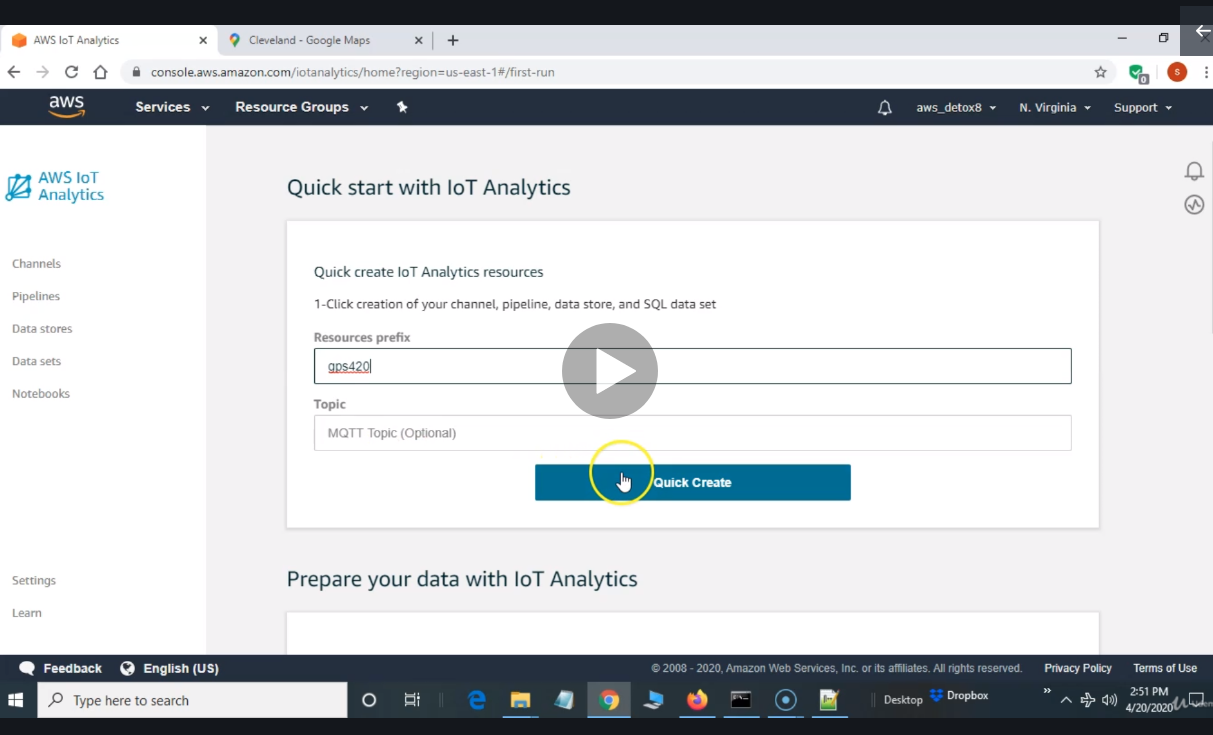 AWS IoT Analytics
Cleveland - Google Maps
console.aws.amazon.com/iotanalytics/home?region=us-east-1#/first-run
0
S
aws
Services
Resource Groups
aws_detox8
N. Virginia
Support
AWS IoT
Analytics
Channels
Pipelines
Data stores
Data sets
Notebooks
Settings
Learn
Quick start with IoT Analytics
Quick create IoT Analytics resources
1-Click creation of your channel, pipeline, data store, and SQL data set
Resources prefix
gps420
Topic
MQTT Topic (Optional)
Quick Create
Prepare your data with IoT Analytics
Feedback
English (US)
© 2008 - 2020, Amazon Web Services, Inc. or its affiliates. All rights reserved.
Privacy Policy
Terms of Use
Type here to search
Desktop
Dropbox
2:51 PM
4/20/2020